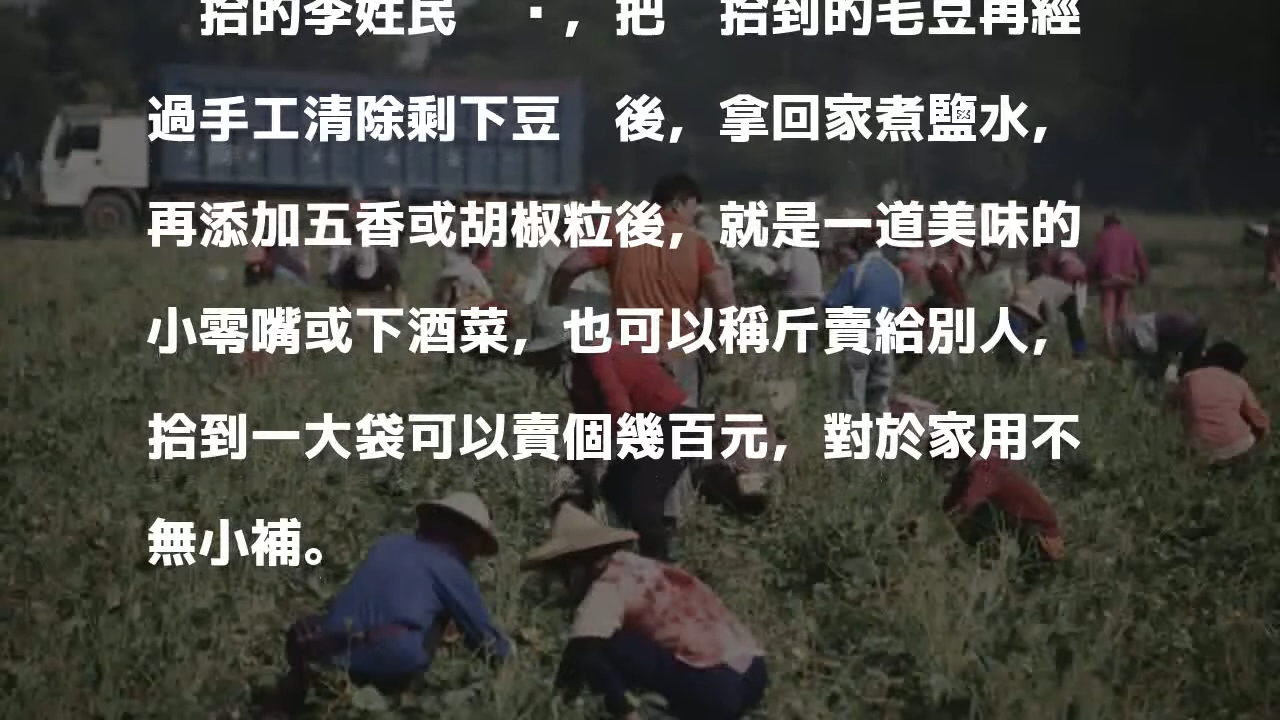 拾的李姓民 ·，把 拾到的毛豆再經
過手工清除剩下豆 後，拿回家煮鹽水，
再添加五香或胡椒粒後，就是一道美味的
小零嘴或下酒菜，也可以稱斤賣給別人，
拾到一大袋可以賣個幾百元，對於家用不
無小補。